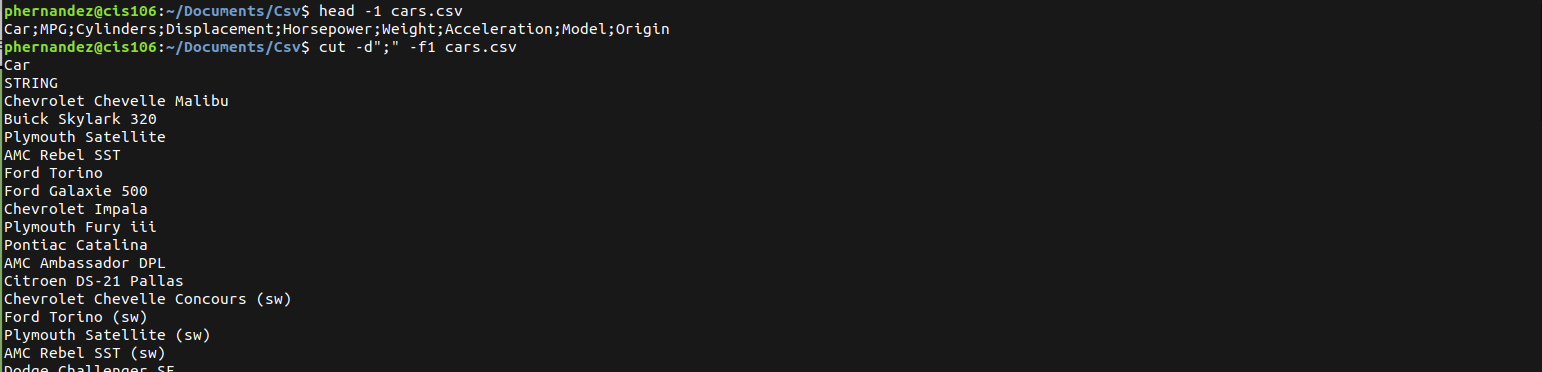 phernandez@cis106:~/Documents/Csv$ head -1 cars.csv
Car;MPG;Cylinders;Displacement;Horsepower;Weight;Acceleration;Model;Origin
phernandez@cis106:~/Documents/Csv$ cut -d";" -f1 cars.csv
Car
STRING
Chevrolet Chevelle Malibu
Buick Skylark 320
Plymouth Satellite
AMC Rebel SST
Ford Torino
Ford Galaxie 500
Chevrolet Impala
Plymouth Fury iii
Pontiac Catalina
AMC Ambassador DPL
Citroen DS-21 Pallas
Chevrolet Chevelle Concours (sw)
Ford Torino (sw)
Plymouth Satellite (sw)
AMC Rebel SST (sw)
Dodge Challenger SE